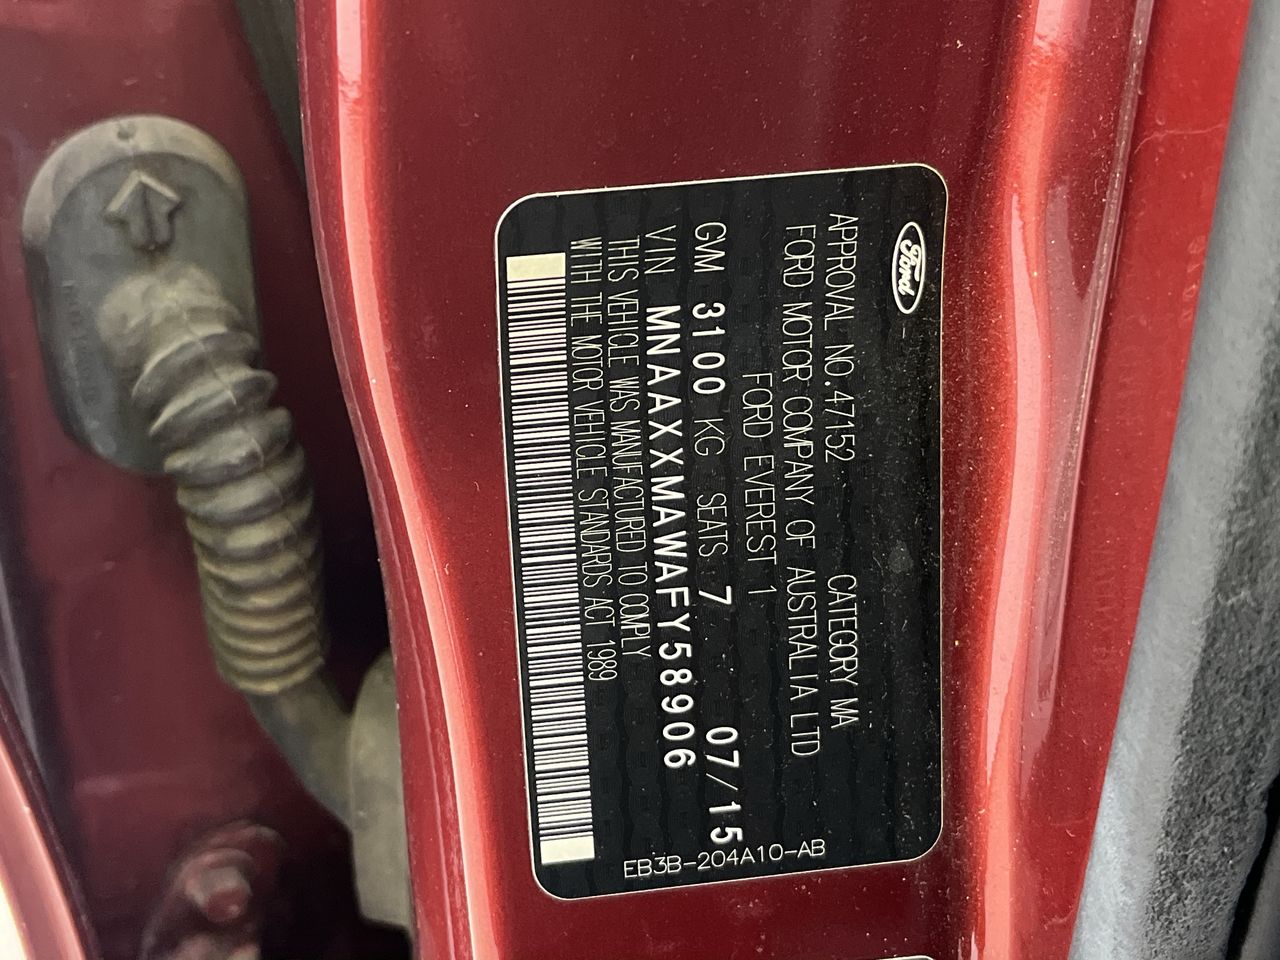 Ford
APPROVAL NO.47152 CATEGORY MA
FORD MOTOR COMPANY OF AUSTRALIA LTD
FORD EVEREST 1
GVM 3100 KG SEATS 7 07/15
VIN MNAAXXMAWAFY58906
THIS VEHICLE WAS MANUFACTURED TO COMPLY
WITH THE MOTOR VEHICLE STANDARDS ACT 1989
EB3B-204A10-AB